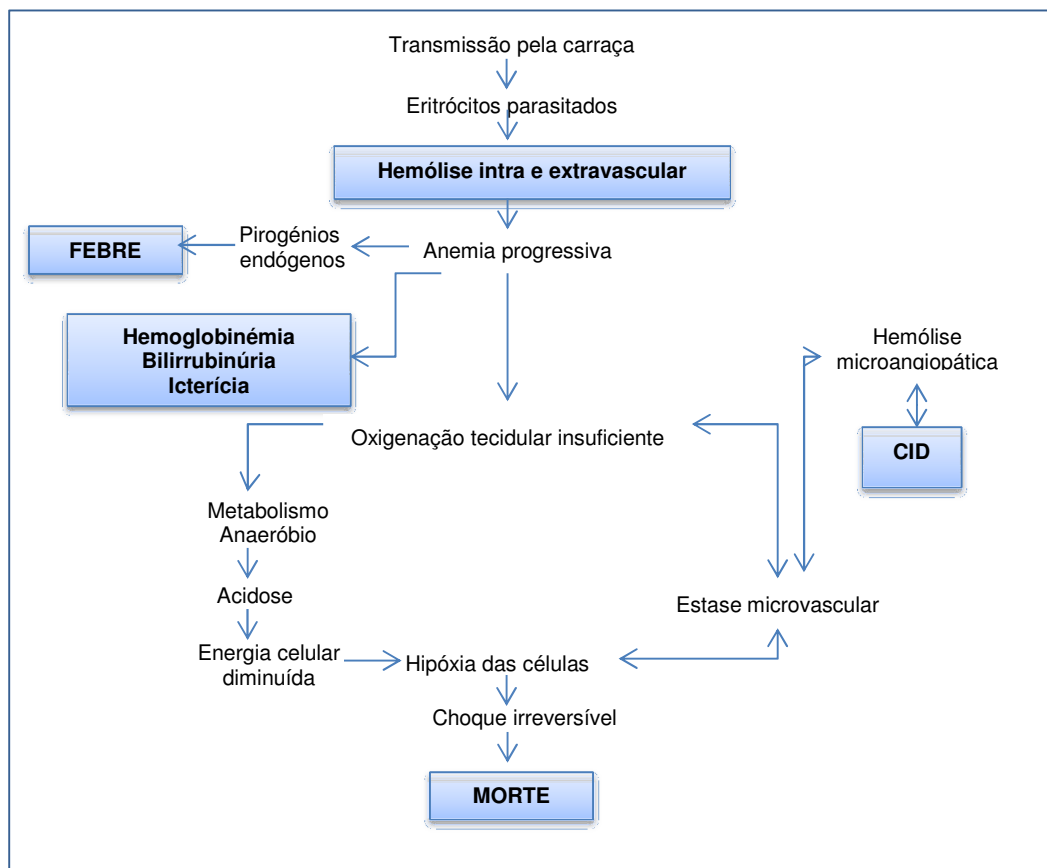 Transmissão pela carraça
Eritrócitos parasitados
Hemólise intra e extravascular
FEBRE
Pirogénios
endógenos
Anemia progressiva
Hemoglobinémia
Bilirrubinúria
Icterícia
Hemólise
microangiopática
CID
Oxigenação tecidular insuficiente
Metabolismo
Anaeróbio
Acidose
Estase microvascular
Energia celular
diminuída
Hipóxia das células
Choque irreversível
MORTE